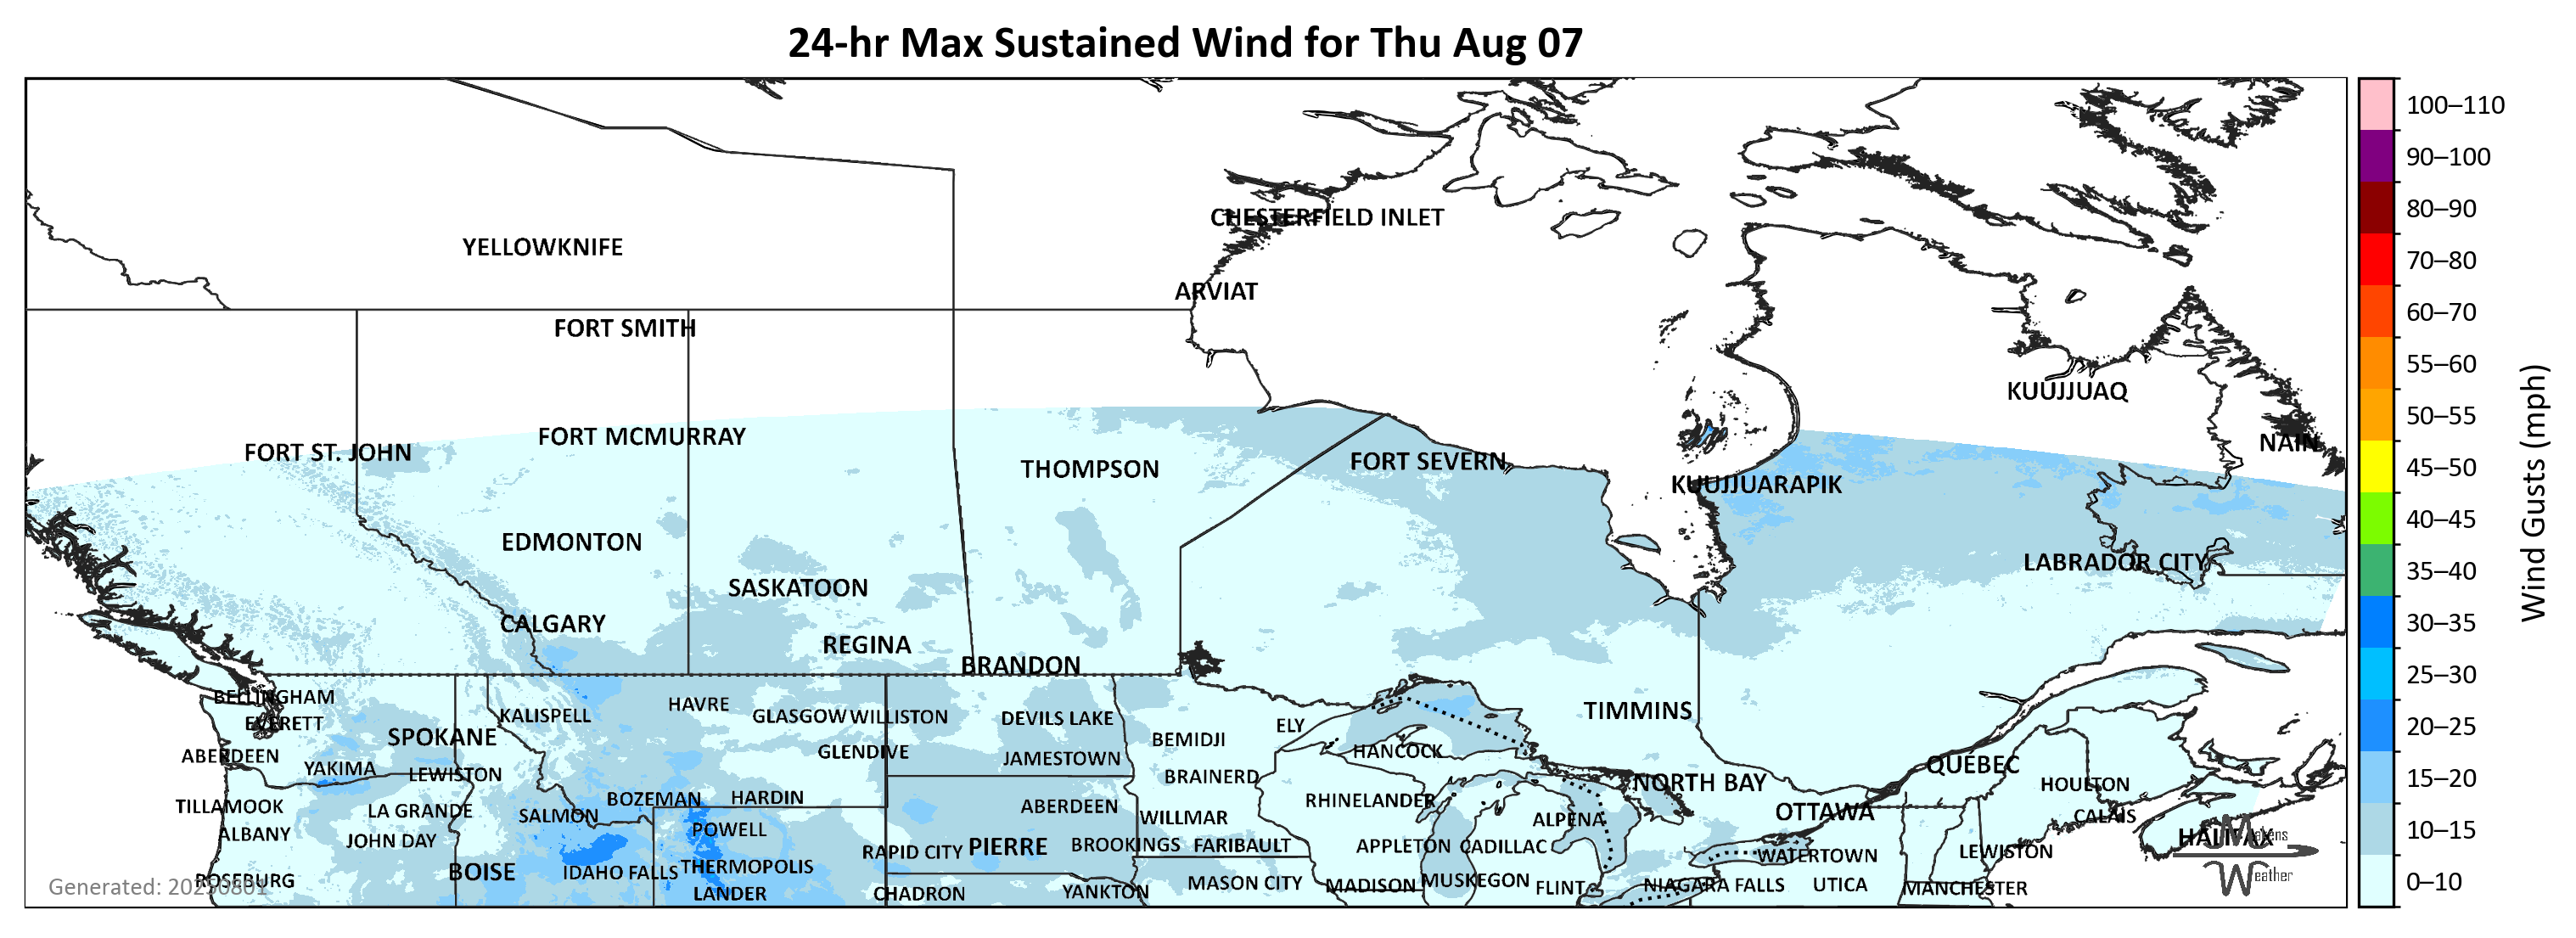 24-hr Max Sustained Wind for Thu Aug 07
100–110
90–100
80–90
70–80
60–70
55–60
50–55
45–50
40–45
35–40
30–35
25–30
20–25
15–20
10–15
0–10
Wind Gusts (mph)
CHESTERFIELD INLET
YELLOWKNIFE
ARVIAT
FORT SMITH
KUUJJUAQ
FORT MCMURRAY
NAIN
FORT ST. JOHN
FORT SEVERN
THOMPSON
KUUJJUARAPIK
EDMONTON
LABRADOR CITY
SASKATOON
CALGARY
REGINA
BRANDON
BELLINGHAM
HAVRE
TIMMINS
KALISPELL
GLASGOW
WILLISTON
DEVILS LAKE
EVERETT
ELY
SPOKANE
BEMIDJI
GLENDIVE
HANCOCK
ABERDEEN
JAMESTOWN
QUÉBEC
YAKIMA
LEWISTON
BRAINERD
NORTH BAY
HOULTON
BOZEMAN
HARDIN
RHINELANDER
TILLAMOOK
ABERDEEN
LA GRANDE
OTTAWA
SALMON
WILLMAR
CALAIS
ALPENA
POWELL
ALBANY
HALIFAX
Makens
JOHN DAY
PIERRE
BROOKINGS
FARIBAULT
APPLETON
CADILLAC
RAPID CITY
LEWISTON
WATERTOWN
THERMOPOLIS
BOISE
IDAHO FALLS
Weather
ROSEBURG
MUSKEGON
MASON CITY
MADISON
NIAGARA FALLS
UTICA
Generated: 20250801
FLINT
MANCHESTER
YANKTON
LANDER
CHADRON